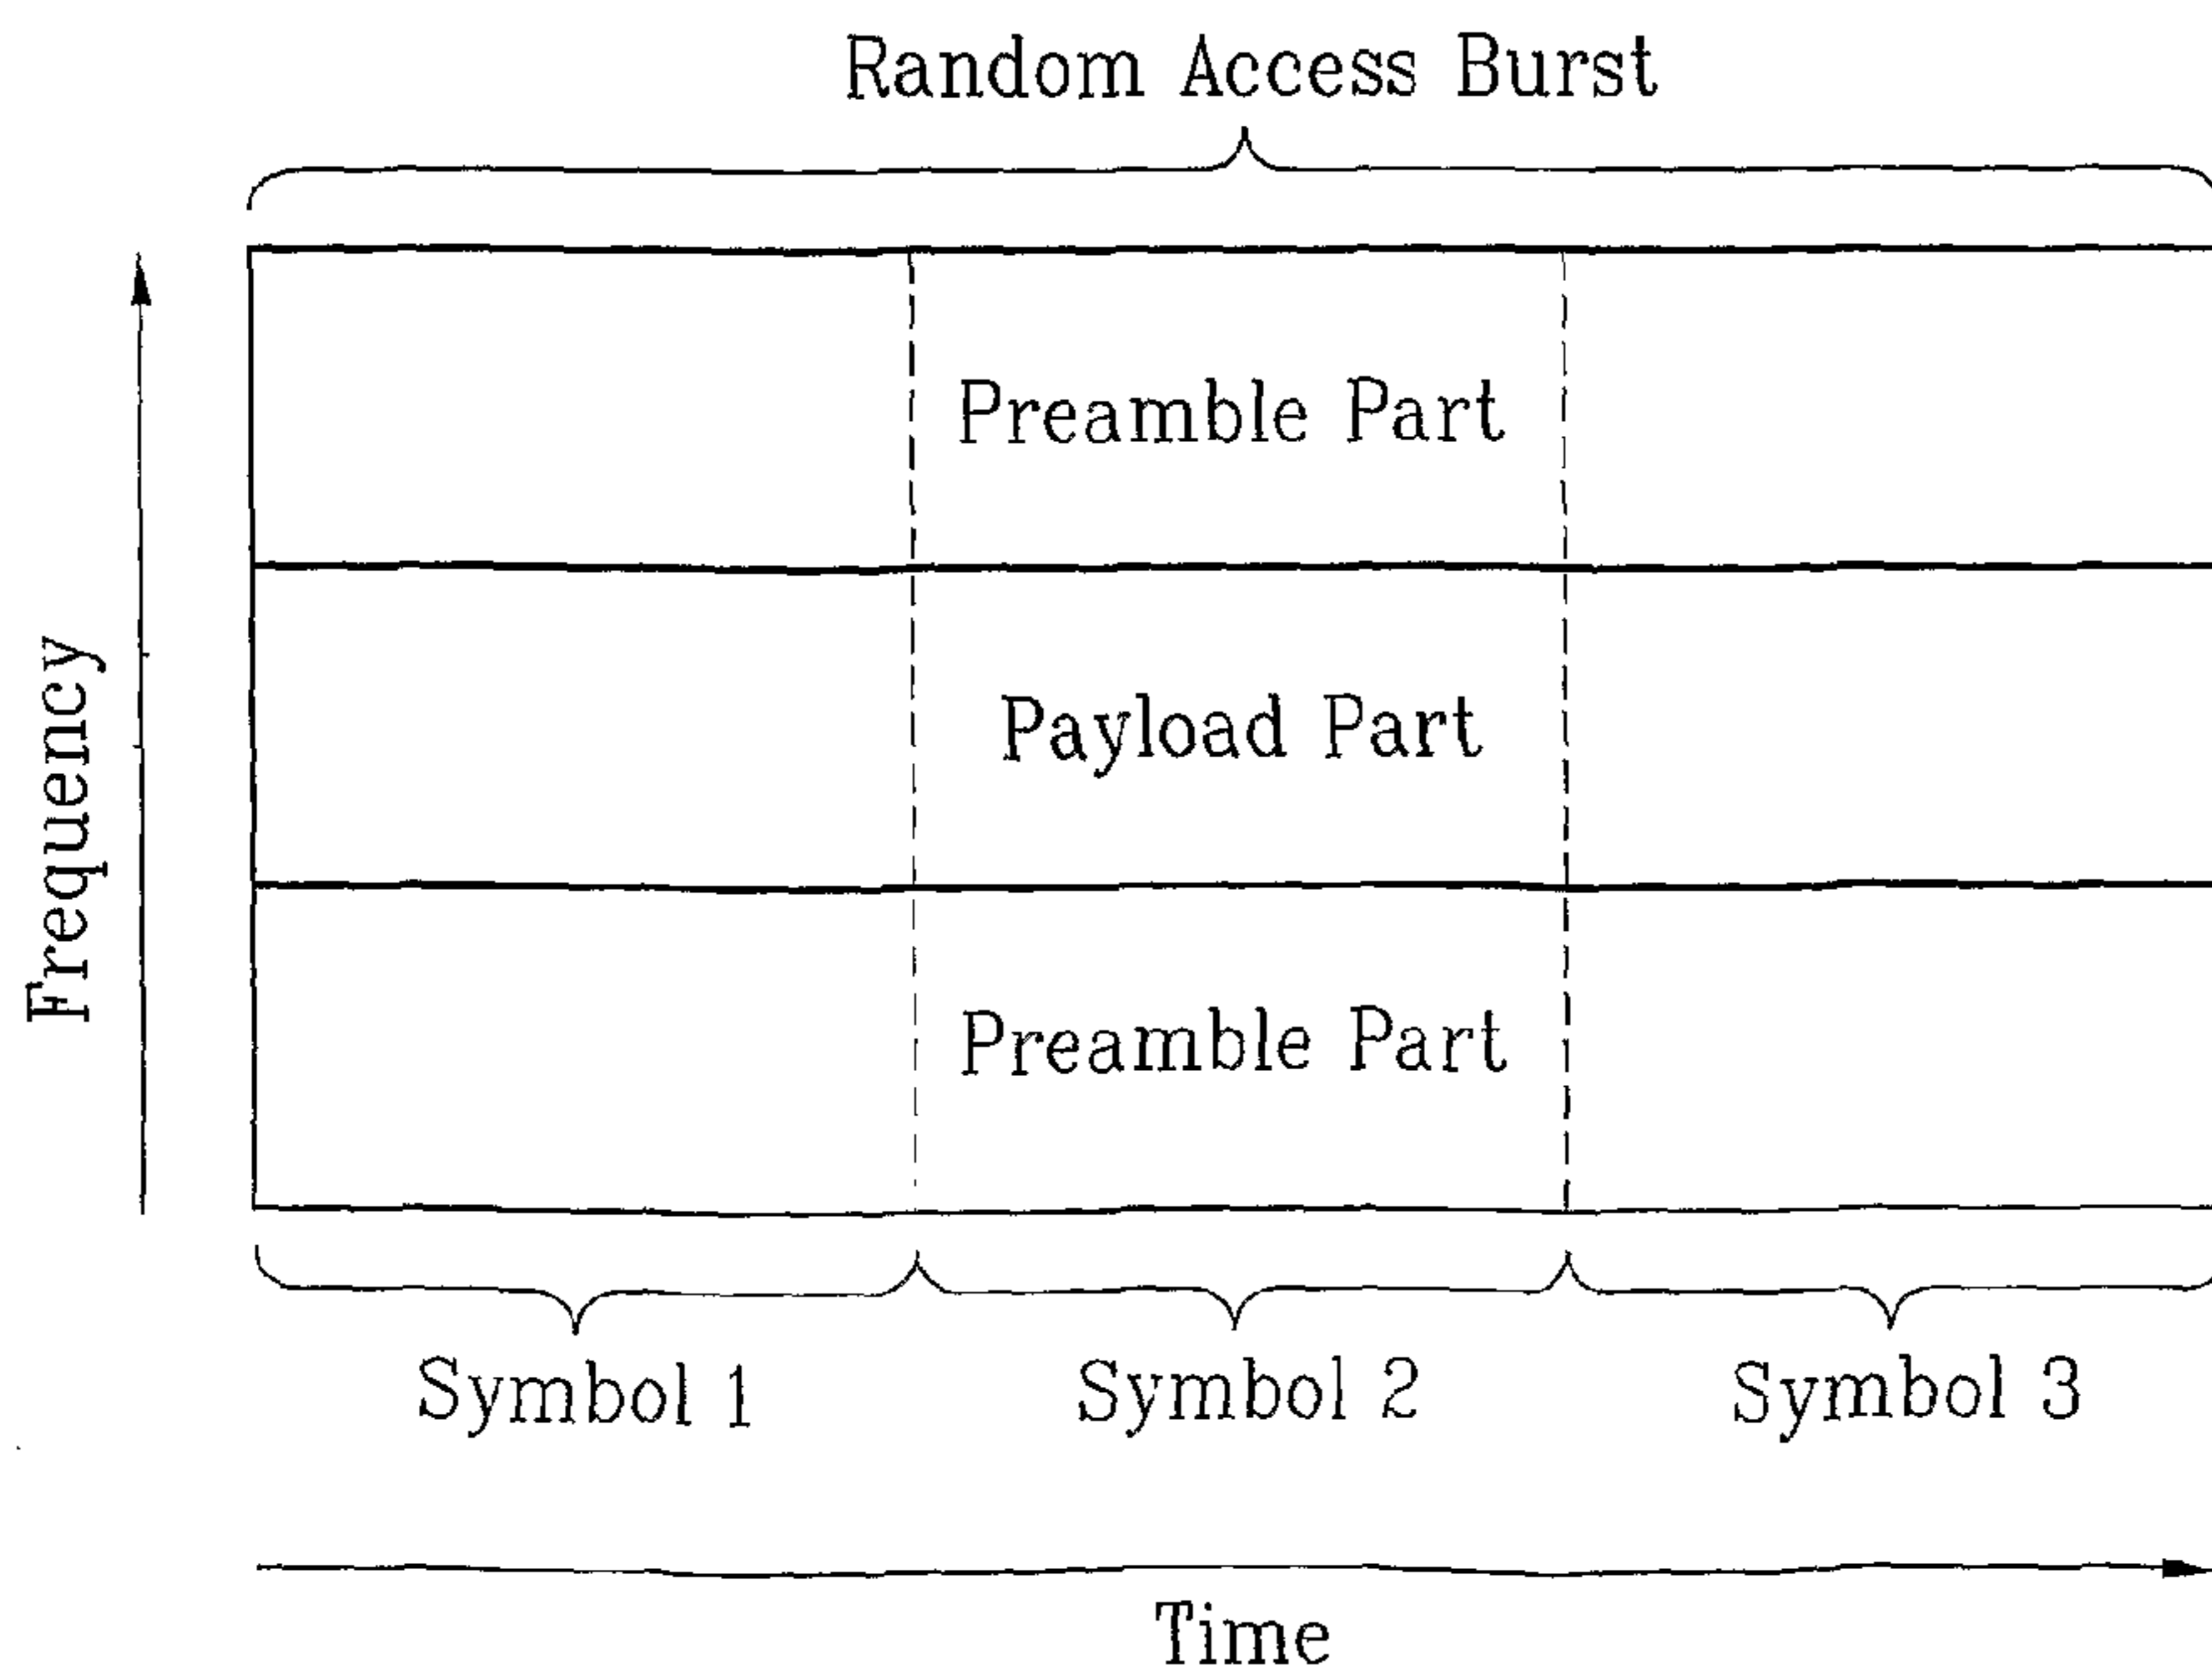 Random Access Burst
Frequency
Preamble Part
Payload Part
Preamble Part
Symbol 1
Symbol 2
Symbol 3
Time